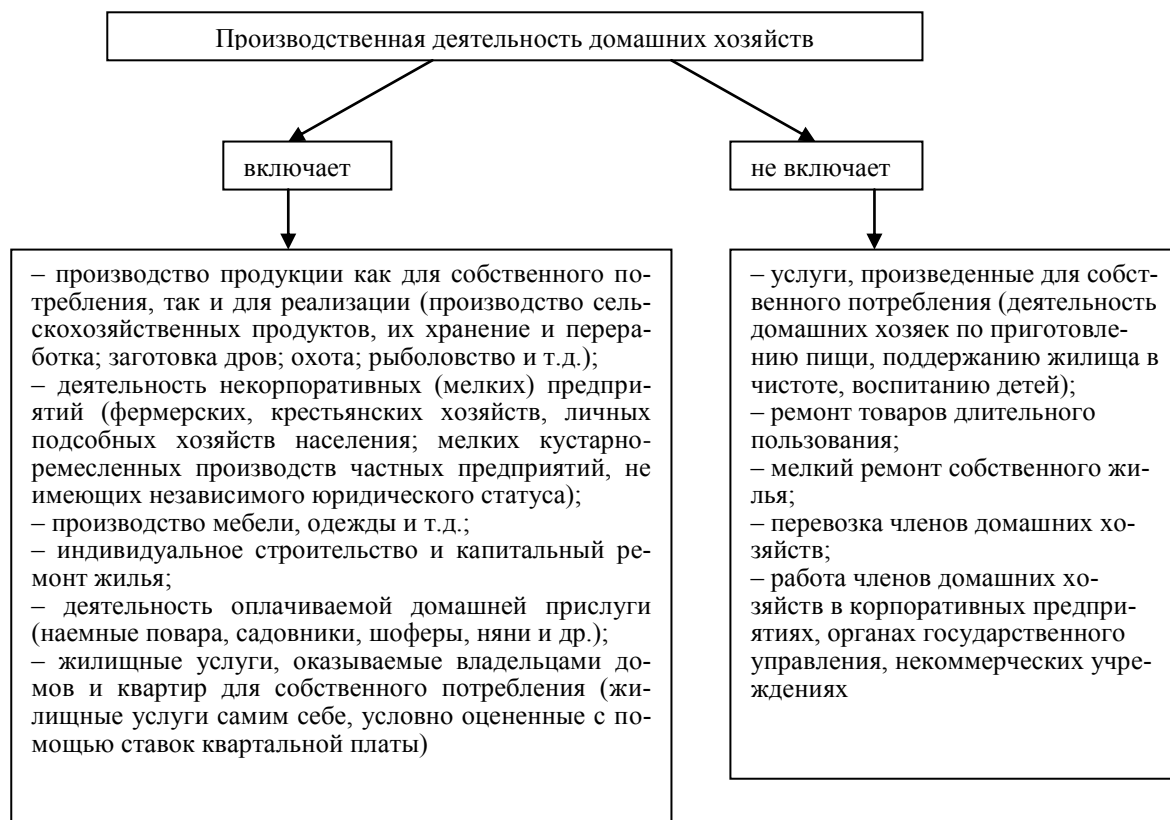 Производственная деятельность домашних хозяйств
включает
не включает
– производство продукции как для собственного по-
требления, так и для реализации (производство сель-
скохозяйственных продуктов, их хранение и перера-
ботка; заготовка дров; охота; рыболовство и т.д.);
– деятельность некорпоративных (мелких) предпри-
ятий (фермерских, крестьянских хозяйств, личных
подсобных хозяйств населения; мелких кустарно-
ремесленных производств частных предприятий, не
имеющих независимого юридического статуса);
– производство мебели, одежды и т.д.;
– индивидуальное строительство и капитальный ре-
монт жилья;
– деятельность оплачиваемой домашней прислуги
(наемные повара, садовники, шоферы, няни и др.);
– жилищные услуги, оказываемые владельцами до-
мов и квартир для собственного потребления (жи-
лищные услуги самим себе, условно оцененные с по-
мощью ставок квартальной платы)
– услуги, произведенные для собст-
венного потребления (деятельность
домашних хозяек по приготовле-
нию пищи, поддержанию жилища в
чистоте, воспитанию детей);
– ремонт товаров длительного
пользования;
– мелкий ремонт собственного жи-
лья;
– перевозка членов домашних хо-
зяйств;
– работа членов домашних хо-
зяйств в корпоративных предпри-
ятиях, органах государственного
управления, некоммерческих учре-
ждениях